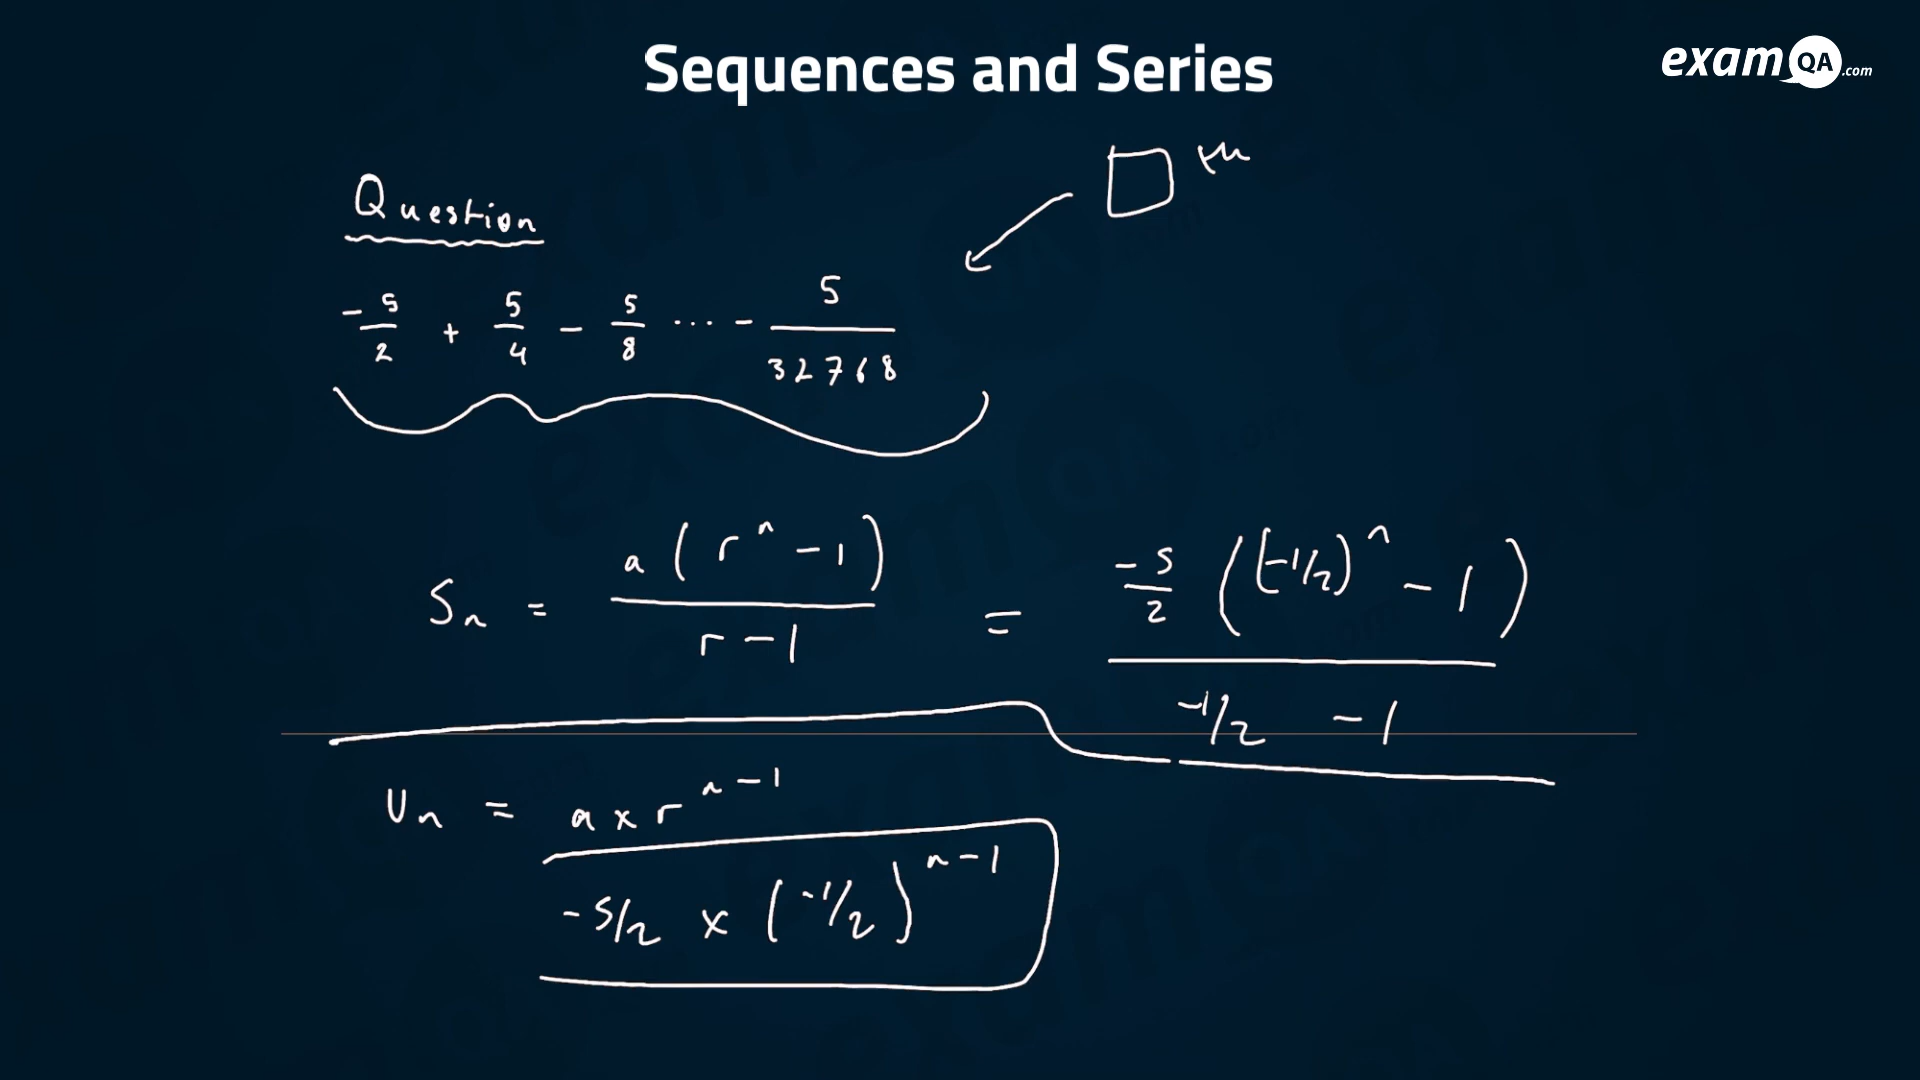 Sequences and Series
examQA.com
Question
-5/2 + 5/4 - 5/8 ... - 5/32768
Sn = a(r^n - 1)/(r - 1) = -5/2((-1/2)^n - 1)/(-1/2 - 1)
Un = a x r^(n-1)
-5/2 x (-1/2)^(n-1)